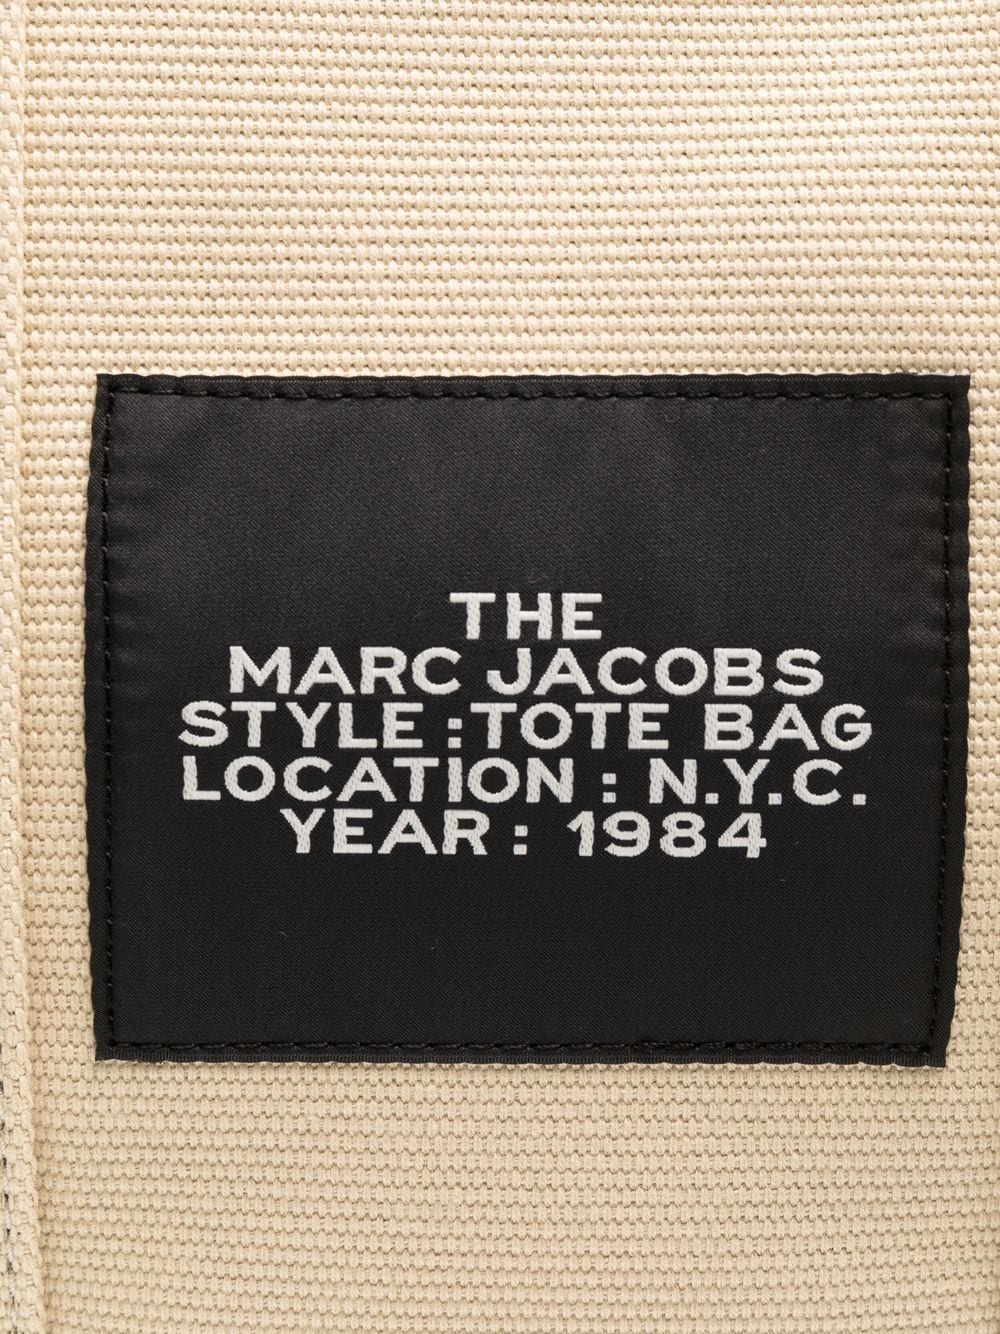 THE
MARC JACOBS
STYLE :TOTE BAG
LOCATION : N.Y.C.
YEAR : 1984